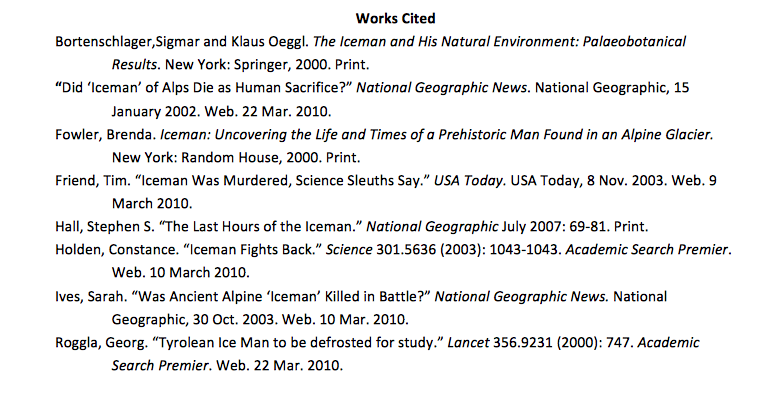 Works Cited
Bortenschlager,Sigmar and Klaus Oeggl. The Iceman and His Natural Environment: Palaeobotanical
Results. New York: Springer, 2000. Print.
“Did ‘Iceman’ of Alps Die as Human Sacrifice?” National Geographic News. National Geographic, 15
January 2002. Web. 22 Mar. 2010.
Fowler, Brenda. Iceman: Uncovering the Life and Times of a Prehistoric Man Found in an Alpine Glacier.
New York: Random House, 2000. Print.
Friend, Tim. “Iceman Was Murdered, Science Sleuths Say.” USA Today. USA Today, 8 Nov. 2003. Web. 9
March 2010.
Hall, Stephen S. “The Last Hours of the Iceman.” National Geographic July 2007: 69-81. Print.
Holden, Constance. “Iceman Fights Back.” Science 301.5636 (2003): 1043-1043. Academic Search Premier.
Web. 10 March 2010.
Ives, Sarah. “Was Ancient Alpine ‘Iceman’ Killed in Battle?” National Geographic News. National
Geographic, 30 Oct. 2003. Web. 10 Mar. 2010.
Roggla, Georg. “Tyrolean Ice Man to be defrosted for study.” Lancet 356.9231 (2000): 747. Academic
Search Premier. Web. 22 Mar. 2010.